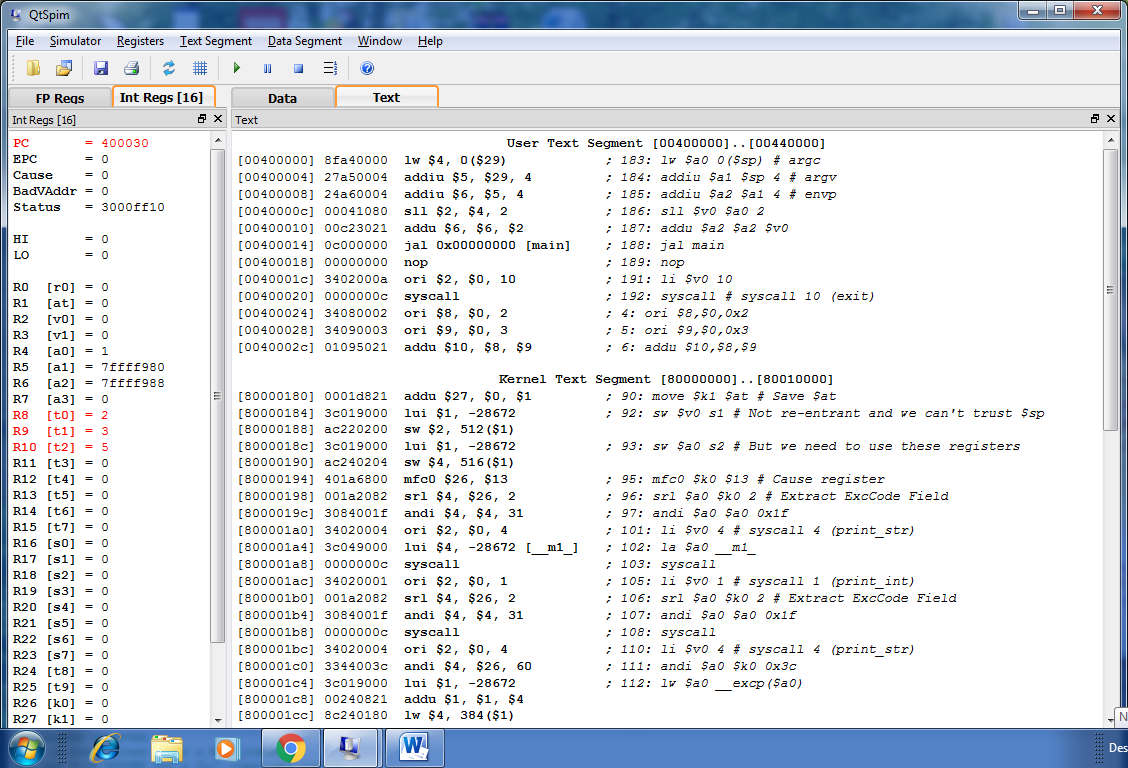 QtSpim
File Simulator Registers Text Segment Data Segment Window Help
FP Regs Int Regs [16] Data Text
Int Regs [16]
PC = 400030
EPC = 0
Cause = 0
BadVAddr = 0
Status = 3000ff10
HI = 0
LO = 0
R0 [r0] = 0
R1 [at] = 0
R2 [v0] = 0
R3 [v1] = 0
R4 [a0] = 1
R5 [a1] = 7ffff980
R6 [a2] = 7ffff988
R7 [a3] = 0
R8 [t0] = 2
R9 [t1] = 3
R10 [t2] = 5
R11 [t3] = 0
R12 [t4] = 0
R13 [t5] = 0
R14 [t6] = 0
R15 [t7] = 0
R16 [s0] = 0
R17 [s1] = 0
R18 [s2] = 0
R19 [s3] = 0
R20 [s4] = 0
R21 [s5] = 0
R22 [s6] = 0
R23 [s7] = 0
R24 [t8] = 0
R25 [t9] = 0
R26 [k0] = 0
R27 [k1] = 0
Text
User Text Segment [00400000]..[00440000]
[00400000] 8fa40000 lw $4, 0($29) ; 183: lw $a0 0($sp) # argc
[00400004] 27a50004 addiu $5, $29, 4 ; 184: addiu $a1 $sp 4 # argv
[00400008] 24a60004 addiu $6, $5, 4 ; 185: addiu $a2 $a1 4 # envp
[0040000c] 00041080 sll $2, $4, 2 ; 186: sll $v0 $a0 2
[00400010] 00c23021 addu $6, $6, $2 ; 187: addu $a2 $a2 $v0
[00400014] 0c000000 jal 0x00000000 [main] ; 188: jal main
[00400018] 00000000 nop ; 189: nop
[0040001c] 3402000a ori $2, $0, 10 ; 191: li $v0 10
[00400020] 0000000c syscall ; 192: syscall # syscall 10 (exit)
[00400024] 34080002 ori $8, $0, 2 ; 4: ori $8,$0,0x2
[00400028] 34090003 ori $9, $0, 3 ; 5: ori $9,$0,0x3
[0040002c] 01095021 addu $10, $8, $9 ; 6: addu $10,$8,$9
Kernel Text Segment [80000000]..[80010000]
[80000180] 0001d821 addu $27, $0, $1 ; 90: move $k1 $at # Save $at
[80000184] 3c019000 lui $1, -28672 ; 92: sw $v0 s1 # Not re-entrant and we can't trust $sp
[80000188] ac220200 sw $2, 512($1)
[8000018c] 3c019000 lui $1, -28672 ; 93: sw $a0 s2 # But we need to use these registers
[80000190] ac240204 sw $4, 516($1)
[80000194] 401a6800 mfc0 $26, $13 ; 95: mfc0 $k0 $13 # Cause register
[80000198] 001a2082 srl $4, $26, 2 ; 96: srl $a0 $k0 2 # Extract ExcCode Field
[8000019c] 3084001f andi $4, $4, 31 ; 97: andi $a0 $a0 0x1f
[800001a0] 34020004 ori $2, $0, 4 ; 101: li $v0 4 # syscall 4 (print_str)
[800001a4] 3c049000 lui $4, -28672 [__m1_] ; 102: la $a0 __m1_
[800001a8] 0000000c syscall ; 103: syscall
[800001ac] 34020001 ori $2, $0, 1 ; 105: li $v0 1 # syscall 1 (print_int)
[800001b0] 001a2082 srl $4, $26, 2 ; 106: srl $a0 $k0 2 # Extract ExcCode Field
[800001b4] 3084001f andi $4, $4, 31 ; 107: andi $a0 $a0 0x1f
[800001b8] 0000000c syscall ; 108: syscall
[800001bc] 34020004 ori $2, $0, 4 ; 110: li $v0 4 # syscall 4 (print_str)
[800001c0] 3344003c andi $4, $26, 60 ; 111: andi $a0 $k0 0x3c
[800001c4] 3c019000 lui $1, -28672 ; 112: lw $a0 __excp($a0)
[800001c8] 00240821 addu $1, $1, $4
[800001cc] 8c240180 lw $4, 384($1)
N
Des